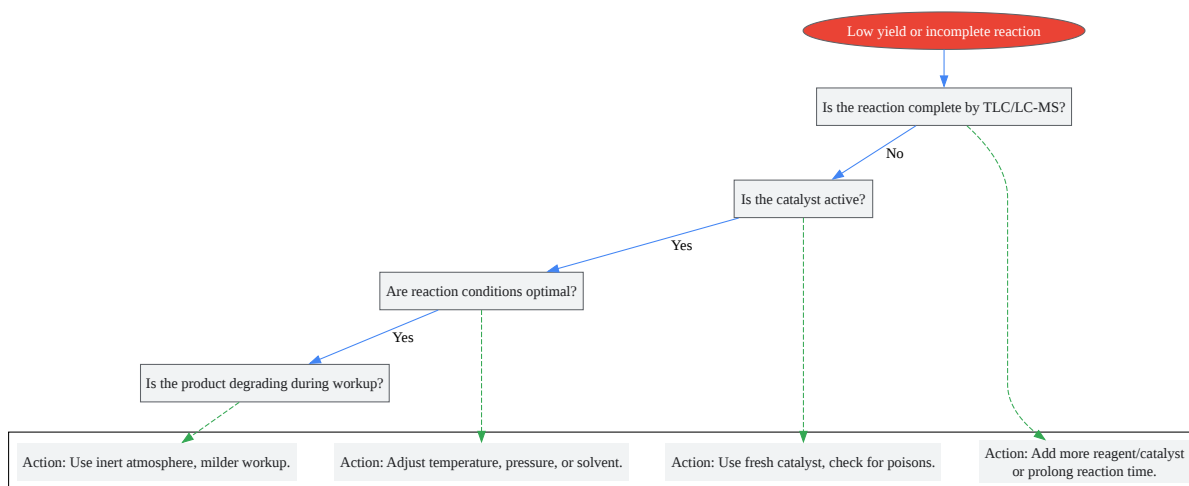 Low yield or incomplete reaction
Is the reaction complete by TLC/LC-MS?
No
Is the catalyst active?
Yes
Are reaction conditions optimal?
Yes
Is the product degrading during workup?
Action: Use inert atmosphere, milder workup.
Action: Adjust temperature, pressure, or solvent.
Action: Use fresh catalyst, check for poisons.
Action: Add more reagent/catalyst
or prolong reaction time.